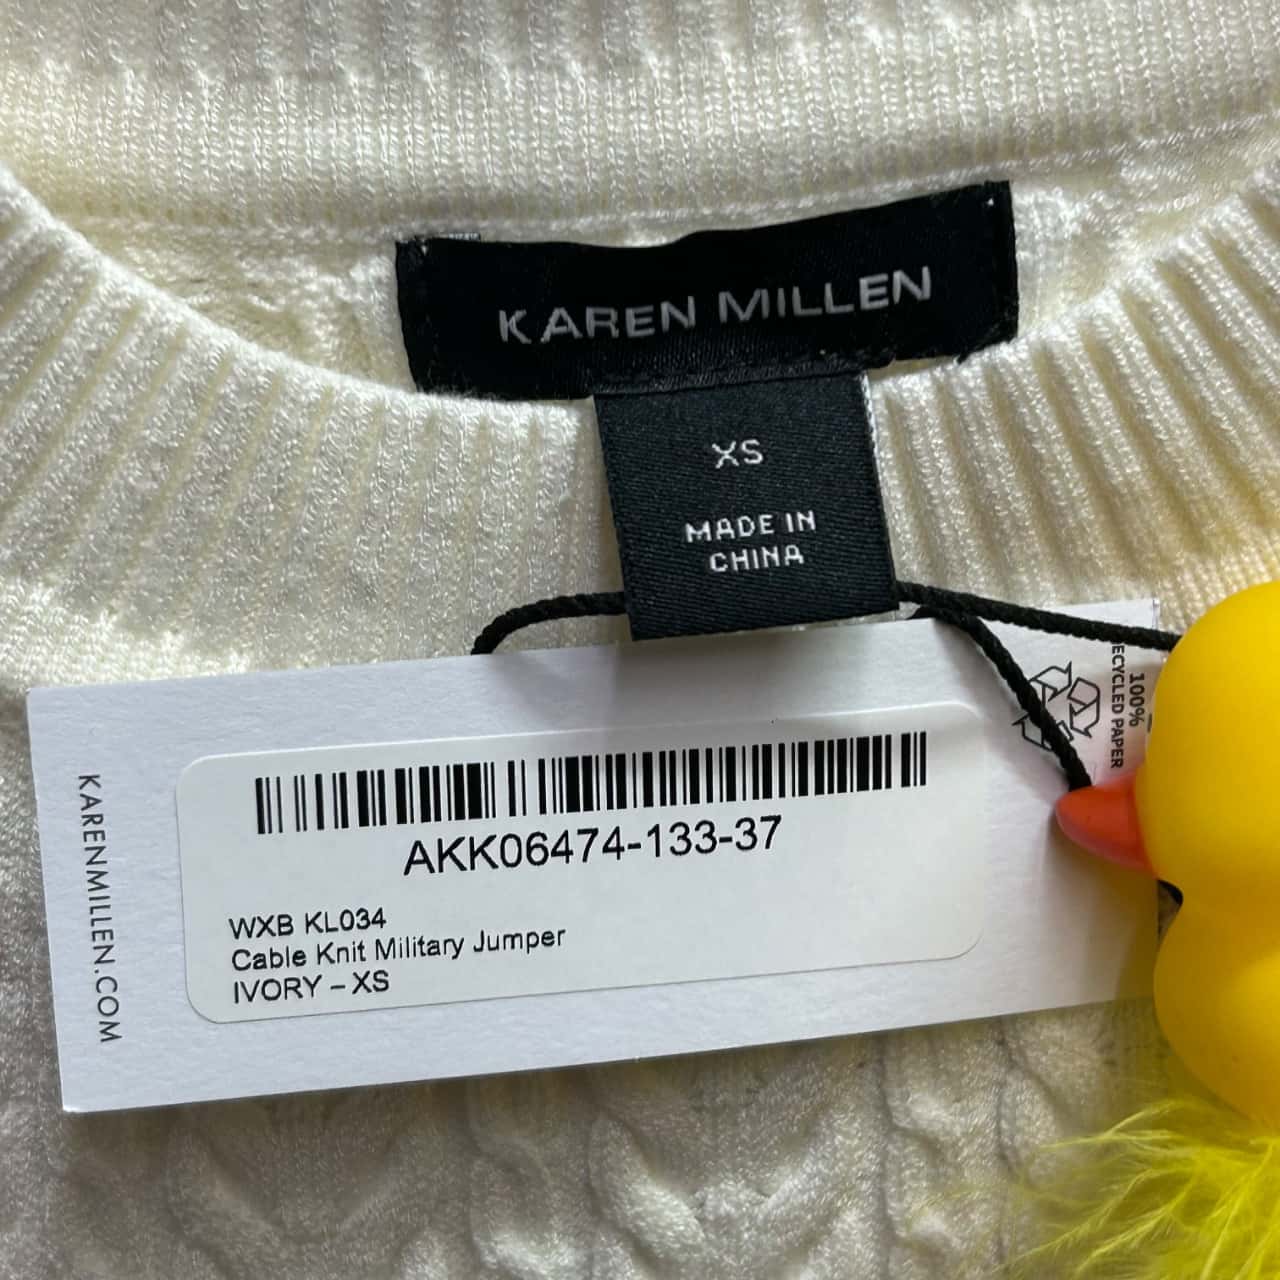 KAREN MILLEN
XS
MADE IN
CHINA
100%
RECYCLED PAPER
KARENMILLEN.COM
AKK06474-133-37
WXB KL034
Cable Knit Military Jumper
IVORY – XS